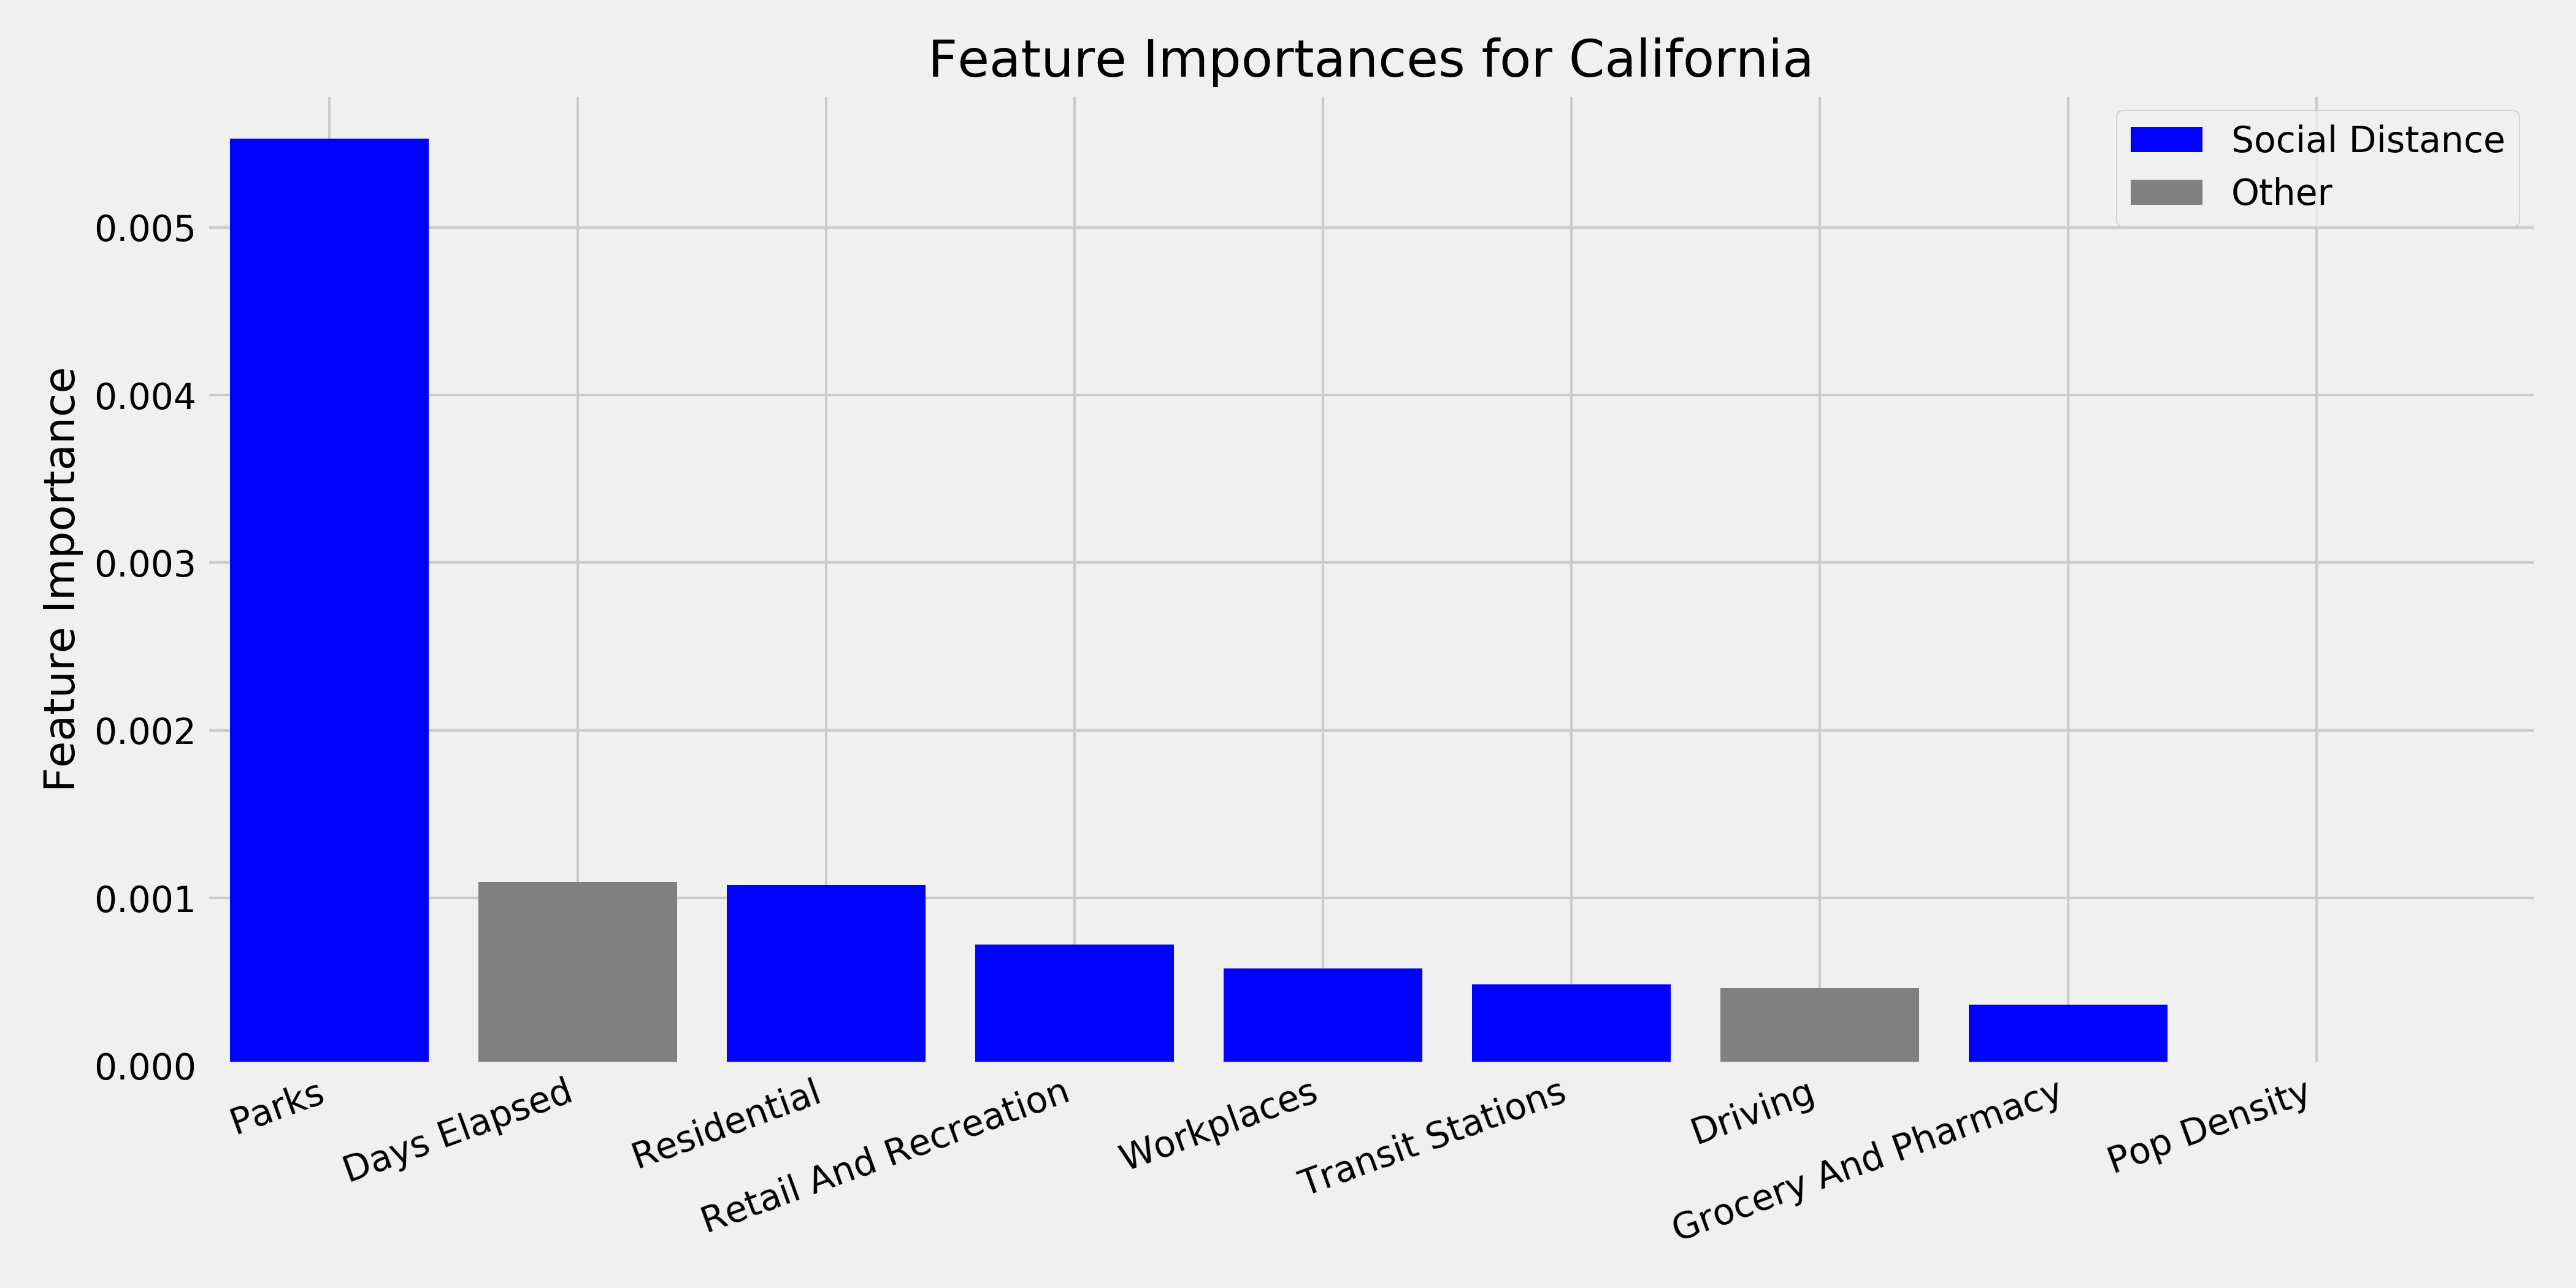 Feature Importances for California
Social Distance
Other
Feature Importance
0.005
0.004
0.003
0.002
0.001
0.000
Parks
Days Elapsed
Residential
Retail And Recreation
Workplaces
Transit Stations
Driving
Grocery And Pharmacy
Pop Density